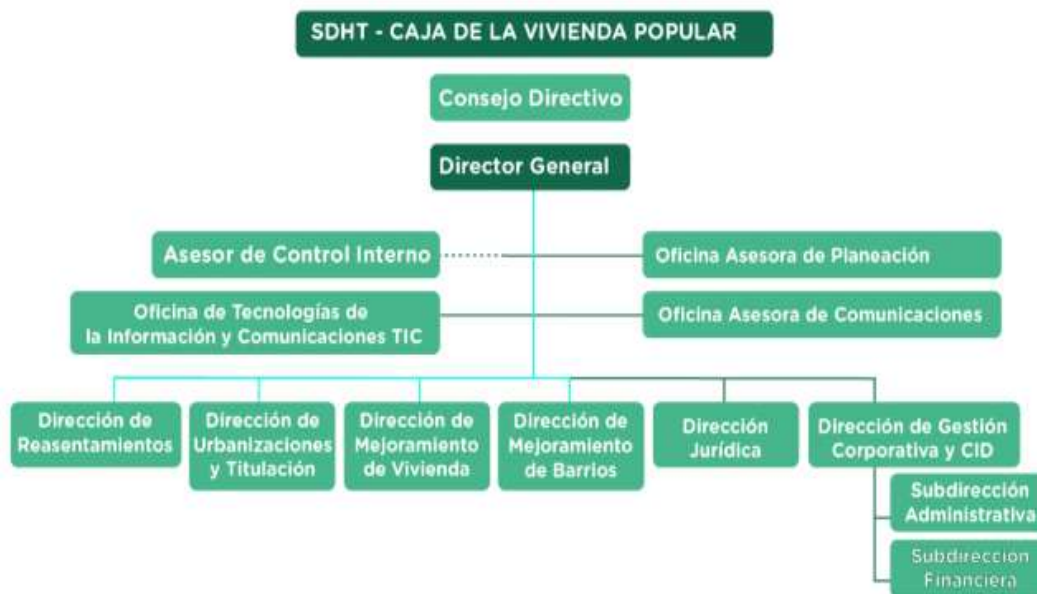 SDHT - CAJA DE LA VIVIENDA POPULAR
Consejo Directivo
Director General
Asesor de Control Interno
Oficina Asesora de Planeación
Oficina de Tecnologías de
la Información y Comunicaciones TIC
Oficina Asesora de Comunicaciones
Dirección de
Reasentamientos
Dirección de
Urbanizaciones
y Titulación
Dirección de
Mejoramiento
de Vivienda
Dirección de
Mejoramiento
de Barrios
Dirección
Jurídica
Dirección de Gestión
Corporativa y CID
Subdirección
Administrativa
Subdirección
Financiera